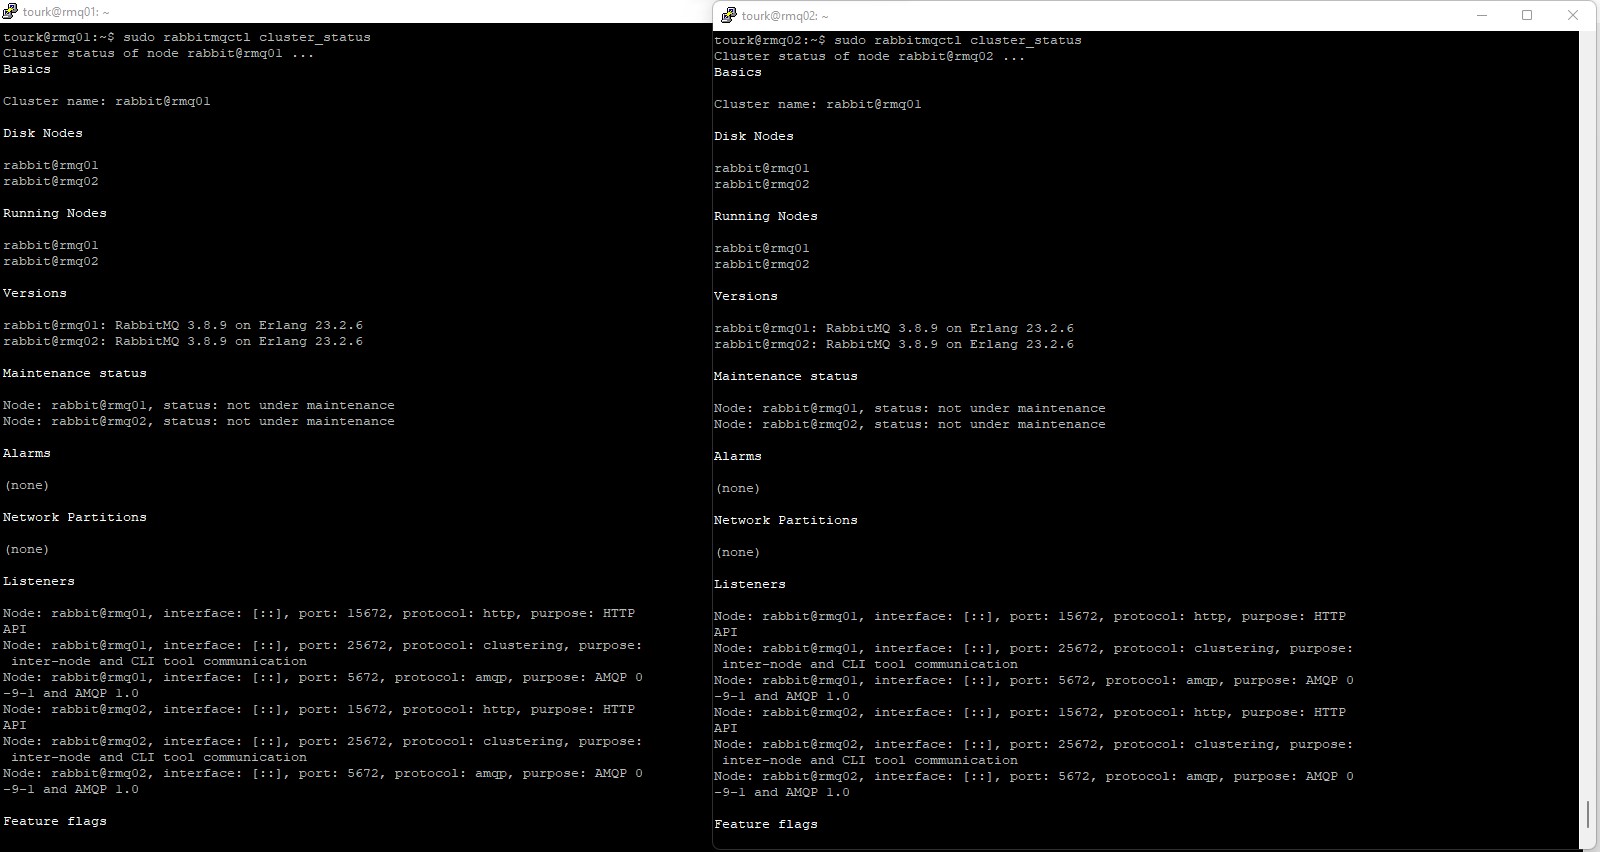 tourk@rmq01: ~
tourk@rmq01:~$ sudo rabbitmqctl cluster_status
Cluster status of node rabbit@rmq01 ...
Basics
Cluster name: rabbit@rmq01
Disk Nodes
rabbit@rmq01
rabbit@rmq02
Running Nodes
rabbit@rmq01
rabbit@rmq02
Versions
rabbit@rmq01: RabbitMQ 3.8.9 on Erlang 23.2.6
rabbit@rmq02: RabbitMQ 3.8.9 on Erlang 23.2.6
Maintenance status
Node: rabbit@rmq01, status: not under maintenance
Node: rabbit@rmq02, status: not under maintenance
Alarms
(none)
Network Partitions
(none)
Listeners
Node: rabbit@rmq01, interface: [::], port: 15672, protocol: http, purpose: HTTP
API
Node: rabbit@rmq01, interface: [::], port: 25672, protocol: clustering, purpose:
inter-node and CLI tool communication
Node: rabbit@rmq01, interface: [::], port: 5672, protocol: amqp, purpose: AMQP 0
-9-1 and AMQP 1.0
Node: rabbit@rmq02, interface: [::], port: 15672, protocol: http, purpose: HTTP
API
Node: rabbit@rmq02, interface: [::], port: 25672, protocol: clustering, purpose:
inter-node and CLI tool communication
Node: rabbit@rmq02, interface: [::], port: 5672, protocol: amqp, purpose: AMQP 0
-9-1 and AMQP 1.0
Feature flags
tourk@rmq02: ~
tourk@rmq02:~$ sudo rabbitmqctl cluster_status
Cluster status of node rabbit@rmq02 ...
Basics
Cluster name: rabbit@rmq01
Disk Nodes
rabbit@rmq01
rabbit@rmq02
Running Nodes
rabbit@rmq01
rabbit@rmq02
Versions
rabbit@rmq01: RabbitMQ 3.8.9 on Erlang 23.2.6
rabbit@rmq02: RabbitMQ 3.8.9 on Erlang 23.2.6
Maintenance status
Node: rabbit@rmq01, status: not under maintenance
Node: rabbit@rmq02, status: not under maintenance
Alarms
(none)
Network Partitions
(none)
Listeners
Node: rabbit@rmq01, interface: [::], port: 15672, protocol: http, purpose: HTTP
API
Node: rabbit@rmq01, interface: [::], port: 25672, protocol: clustering, purpose:
inter-node and CLI tool communication
Node: rabbit@rmq01, interface: [::], port: 5672, protocol: amqp, purpose: AMQP 0
-9-1 and AMQP 1.0
Node: rabbit@rmq02, interface: [::], port: 15672, protocol: http, purpose: HTTP
API
Node: rabbit@rmq02, interface: [::], port: 25672, protocol: clustering, purpose:
inter-node and CLI tool communication
Node: rabbit@rmq02, interface: [::], port: 5672, protocol: amqp, purpose: AMQP 0
-9-1 and AMQP 1.0
Feature flags